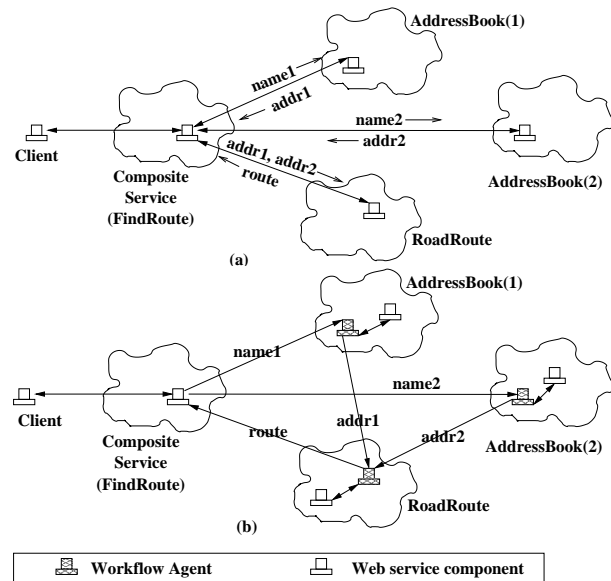 AddressBook(1)
name1
addr1
name2
addr2
Client
Composite
Service
(FindRoute)
addr1, addr2
route
AddressBook(2)
RoadRoute
(a)
AddressBook(1)
name1
name2
Client
addr1
addr2
route
Composite
Service
(FindRoute)
AddressBook(2)
RoadRoute
(b)
Workflow Agent
Web service component